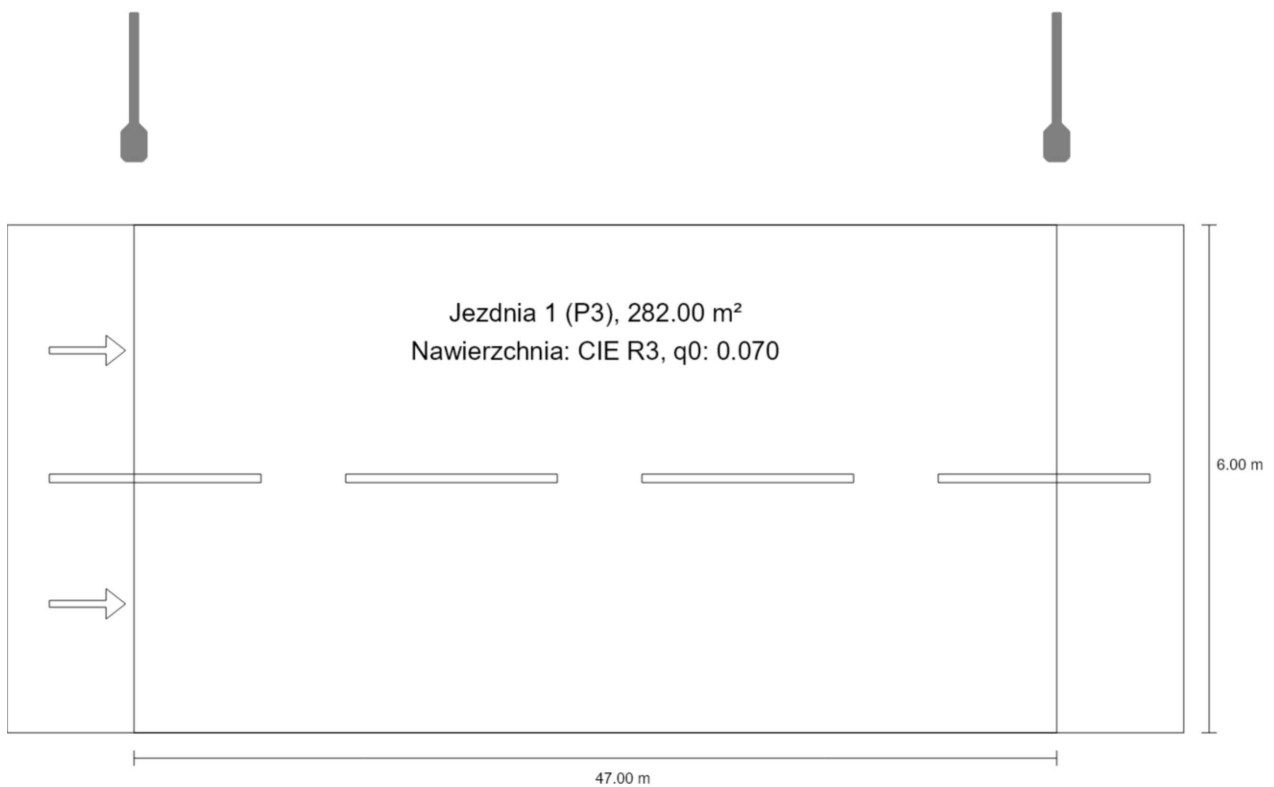 Jezdnia 1 (P3), 282.00 m²
Nawierzchnia: CIE R3, q0: 0.070
6.00 m
47.00 m